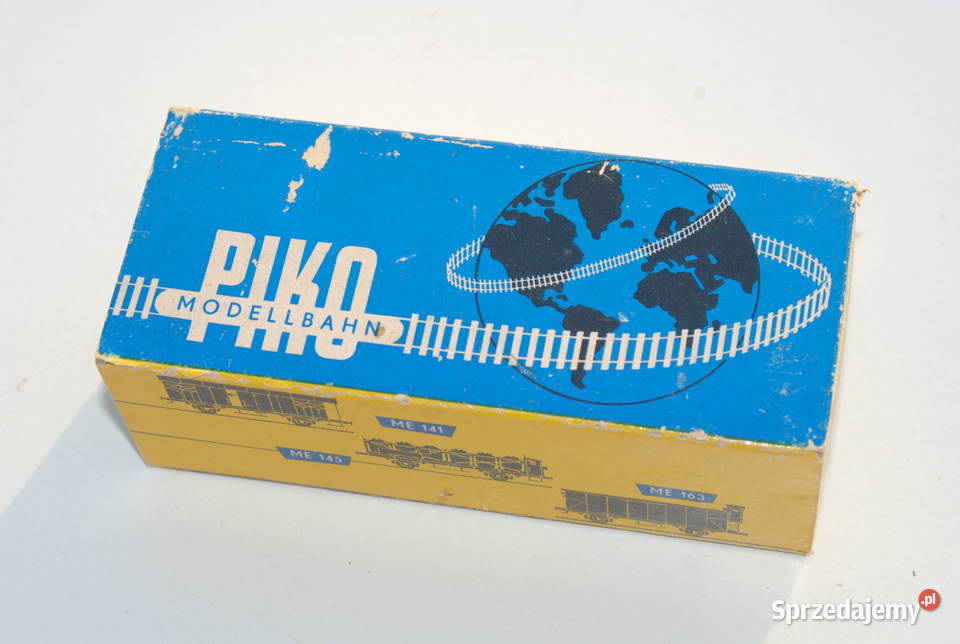 PIKO
MODELLBAHN
ME 141
ME 145
ME 163
Sprzedajemy.pl